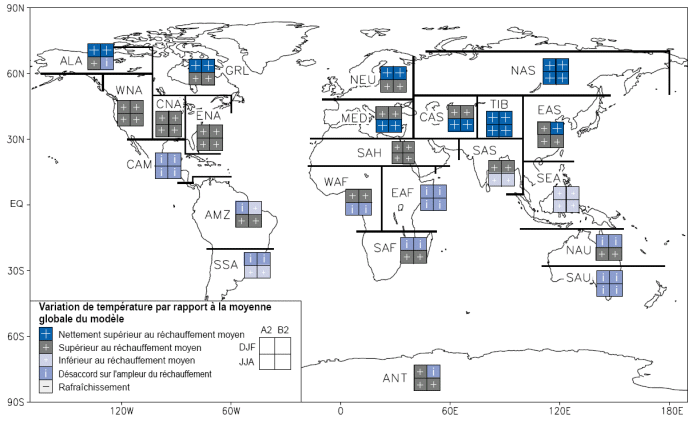 90N
60N
30N
EQ
30S
60S
90S
ALA
GRL
WNA
CNA
ENA
CAM
AMZ
SSA
NEU
NAS
MED
CAS
TIB
EAS
SAH
SAS
SEA
WAF
EAF
SAF
NAU
SAU
ANT
Variation de température par rapport à la moyenne
globale du modèle
Nettement supérieur au réchauffement moyen
Supérieur au réchauffement moyen
Inférieur au réchauffement moyen
Désaccord sur l'ampleur du réchauffement
Rafraîchissement
A2 B2
DJF
JJA
120W 60W 0 60E 120E 180E